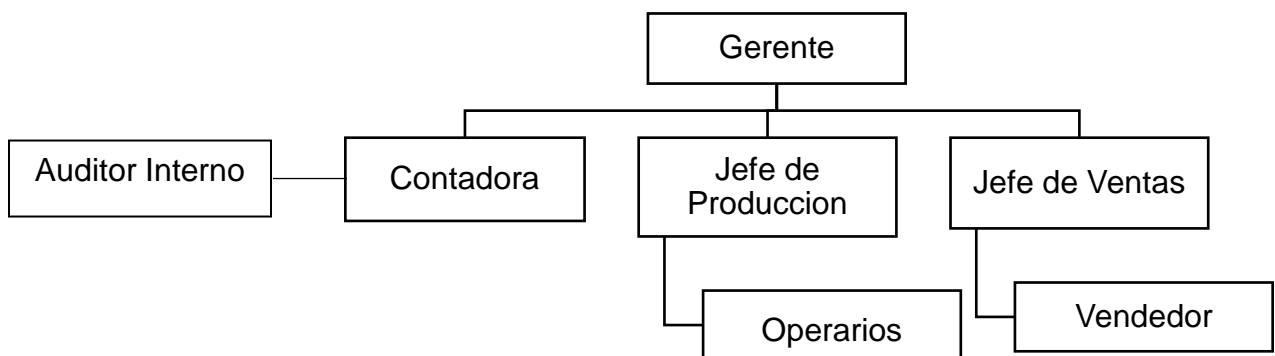 Gerente
Auditor Interno
Contadora
Jefe de
Produccion
Jefe de Ventas
Operarios
Vendedor